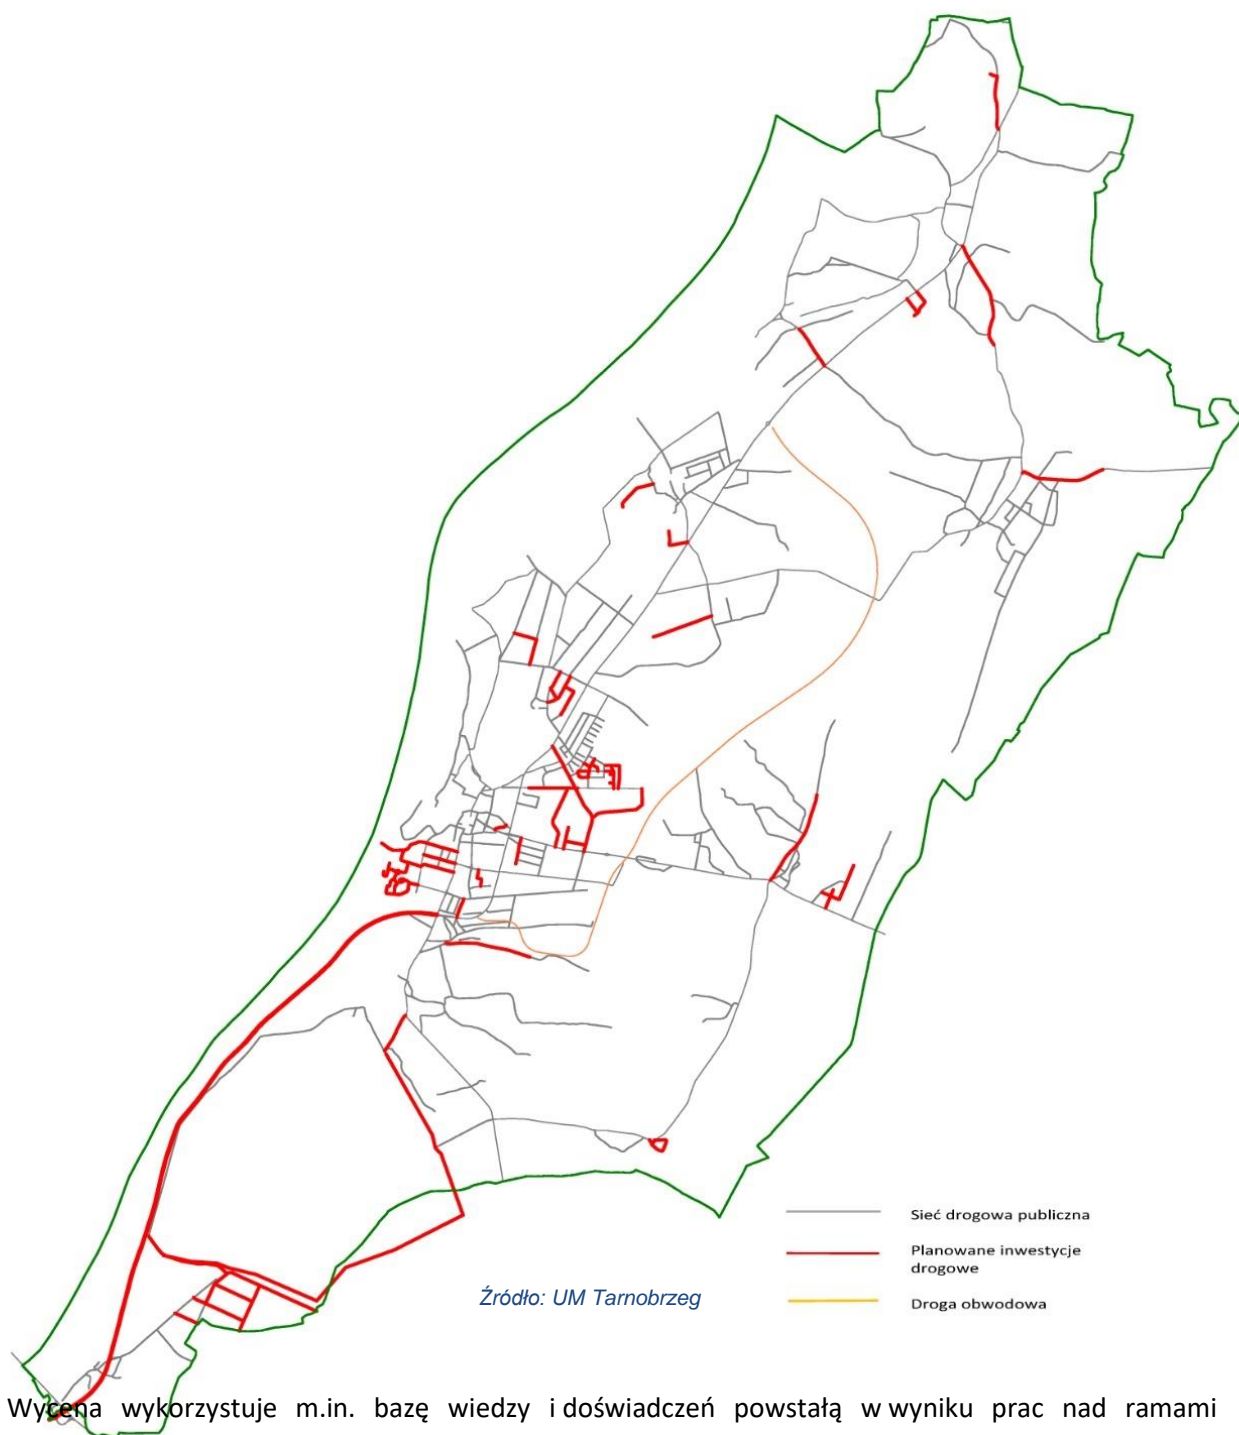 Sieć drogowa publiczna
Planowane inwestycje
drogowe
Źródło: UM Tarnobrzeg
Droga obwodowa
Wycena wykorzystuje m.in. bazę wiedzy i doświadczeń powstałą w wyniku prac nad ramami